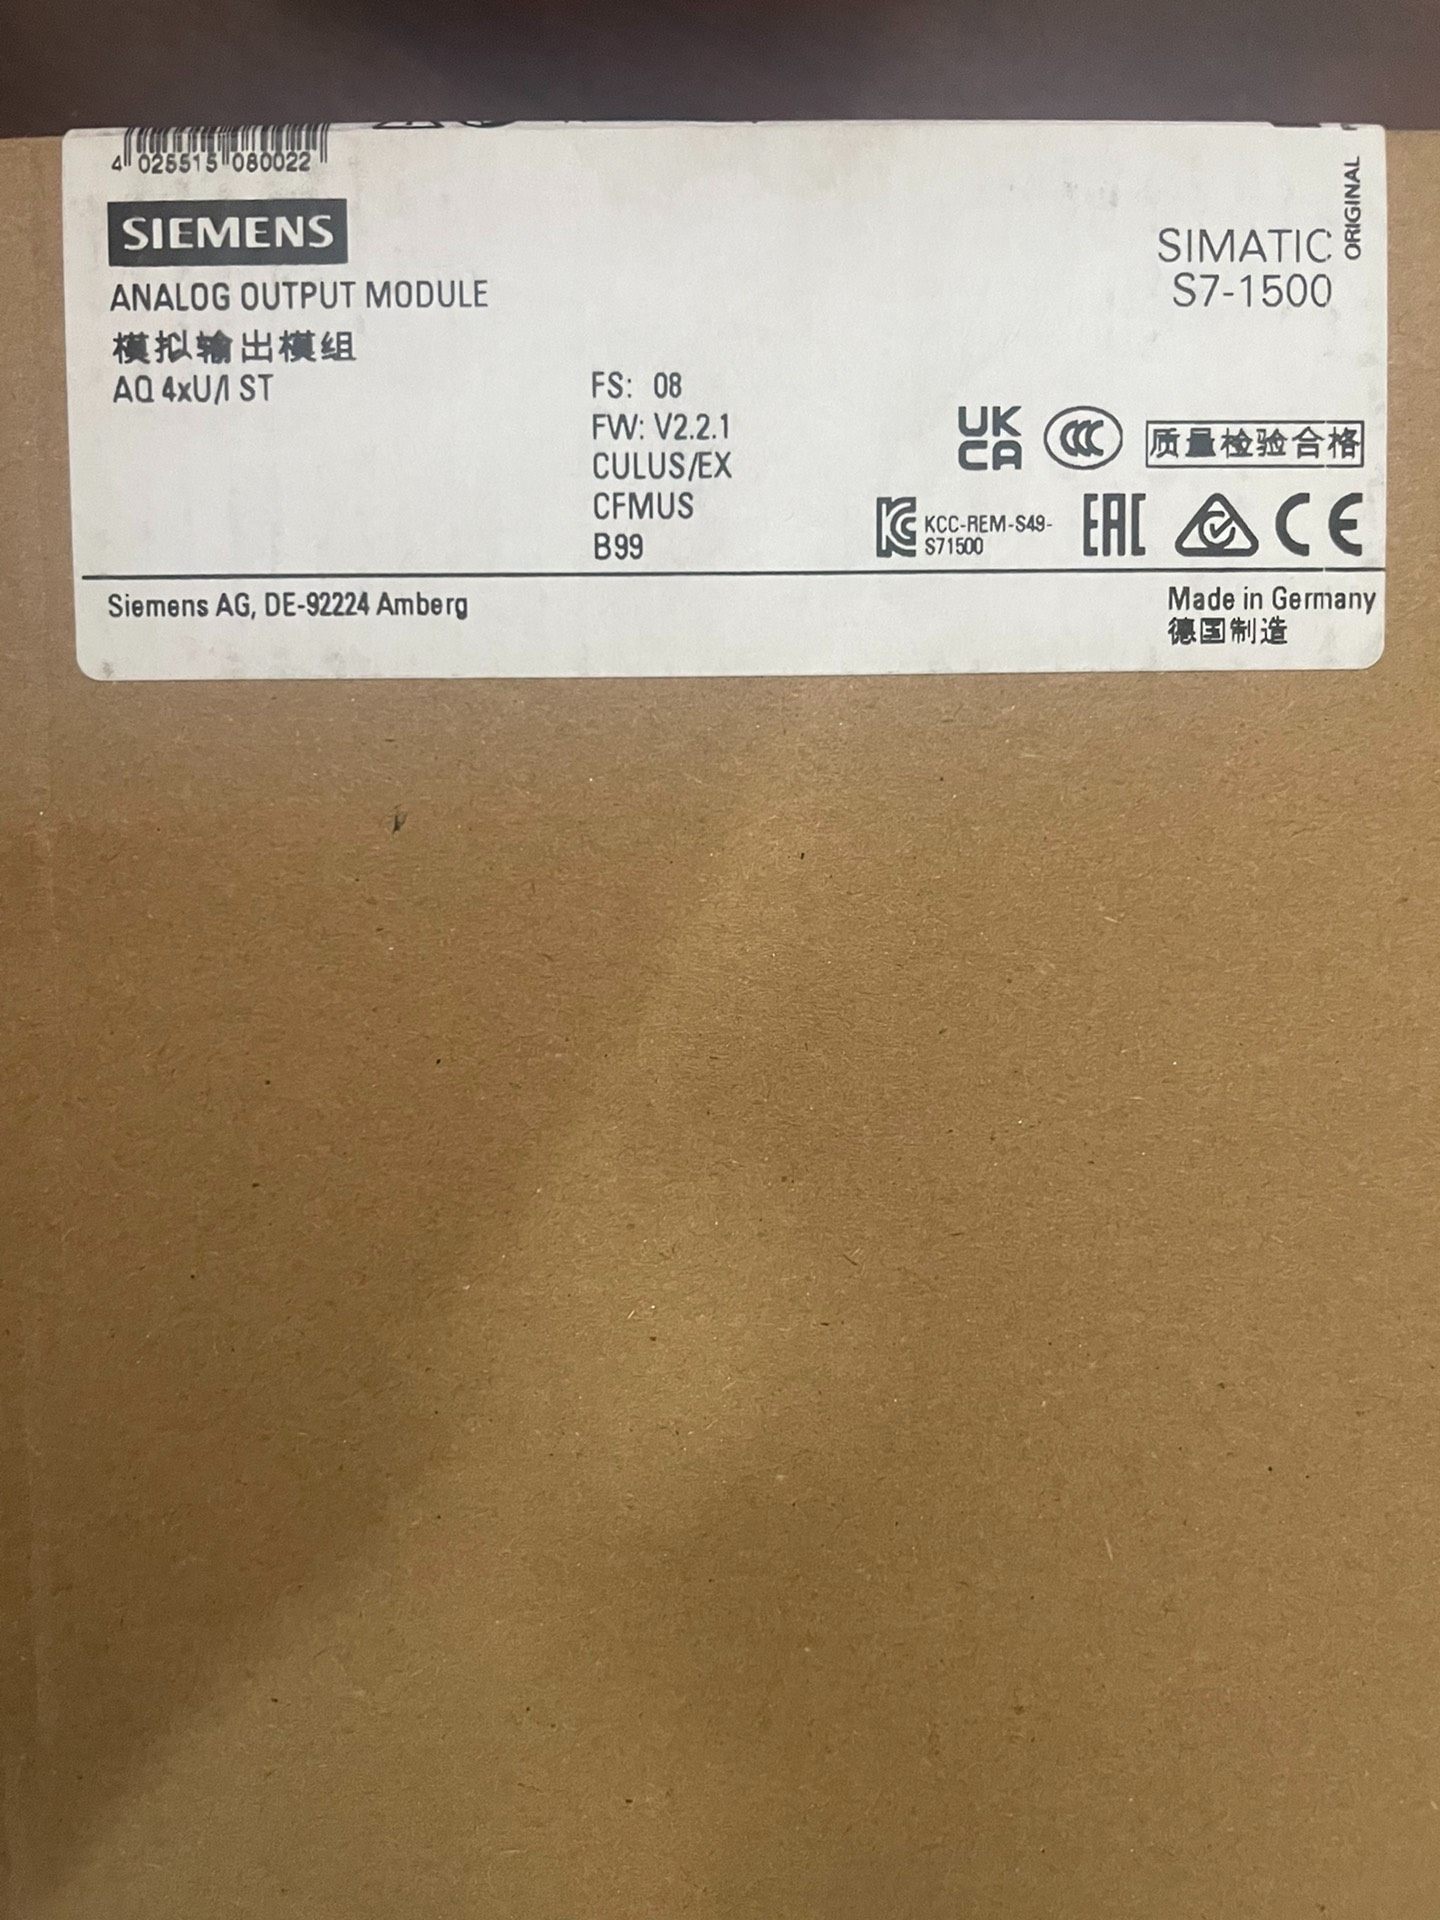 4 025515 080022
SIEMENS
ORIGINAL
SIMATIC
S7-1500
ANALOG OUTPUT MODULE
模拟输出模组
AQ 4xU/I ST
FS: 08
FW: V2.2.1
CULUS/EX
CFMUS
B99
UK
CA
CCC
质量检验合格
KC
KCC-REM-S49-
S71500
EAC
CE
Siemens AG, DE-92224 Amberg
Made in Germany
德国制造